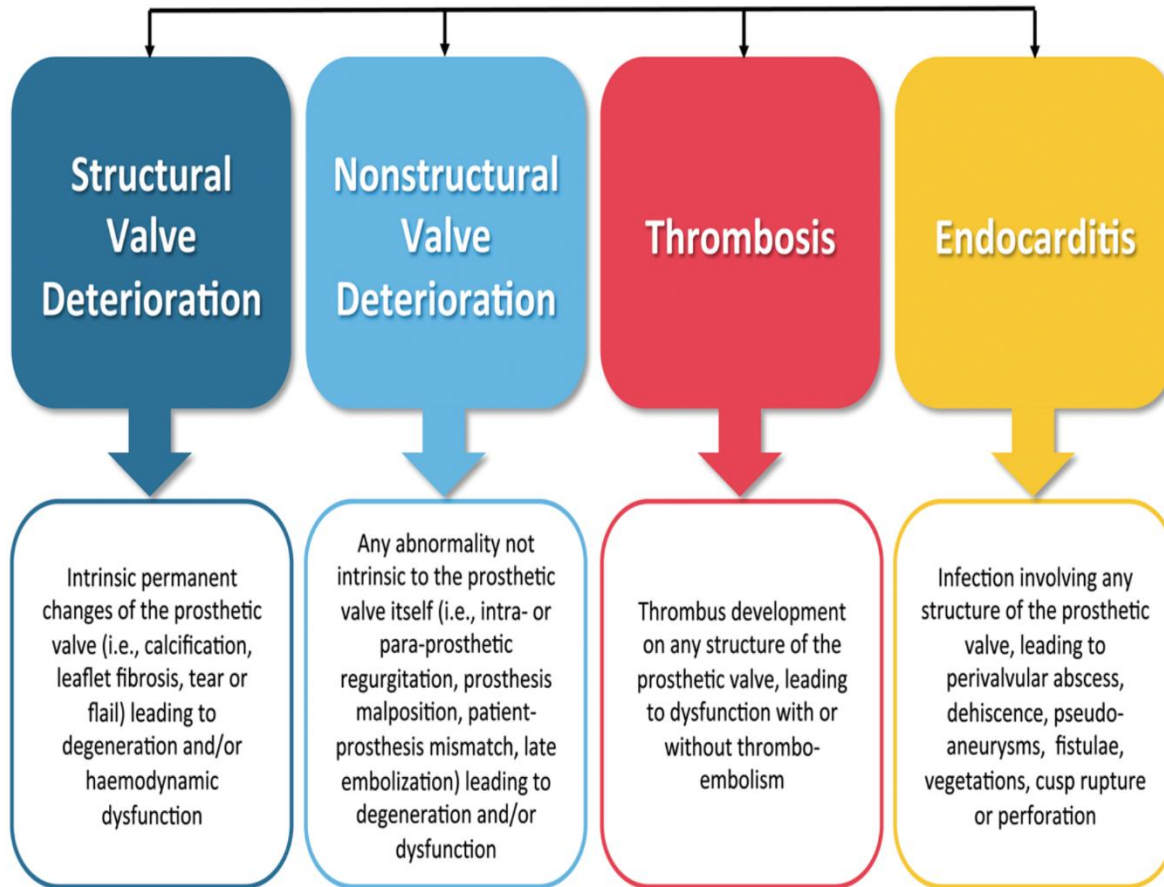 Structural
Valve
Deterioration
Nonstructural
Valve
Deterioration
Thrombosis
Endocarditis
Intrinsic permanent
changes of the prosthetic
valve (i.e., calcification,
leaflet fibrosis, tear or
flail) leading to
degeneration and/or
haemodynamic
dysfunction
Any abnormality not
intrinsic to the prosthetic
valve itself (i.e., intra- or
para-prosthetic
regurgitation, prosthesis
malposition, patient-
prosthesis mismatch, late
embolization) leading to
degeneration and/or
dysfunction
Thrombus development
on any structure of the
prosthetic valve, leading
to dysfunction with or
without thrombo-
embolism
Infection involving any
structure of the prosthetic
valve, leading to
perivalvular abscess,
dehiscence, pseudo-
aneurysms, fistulae,
vegetations, cusp rupture
or perforation